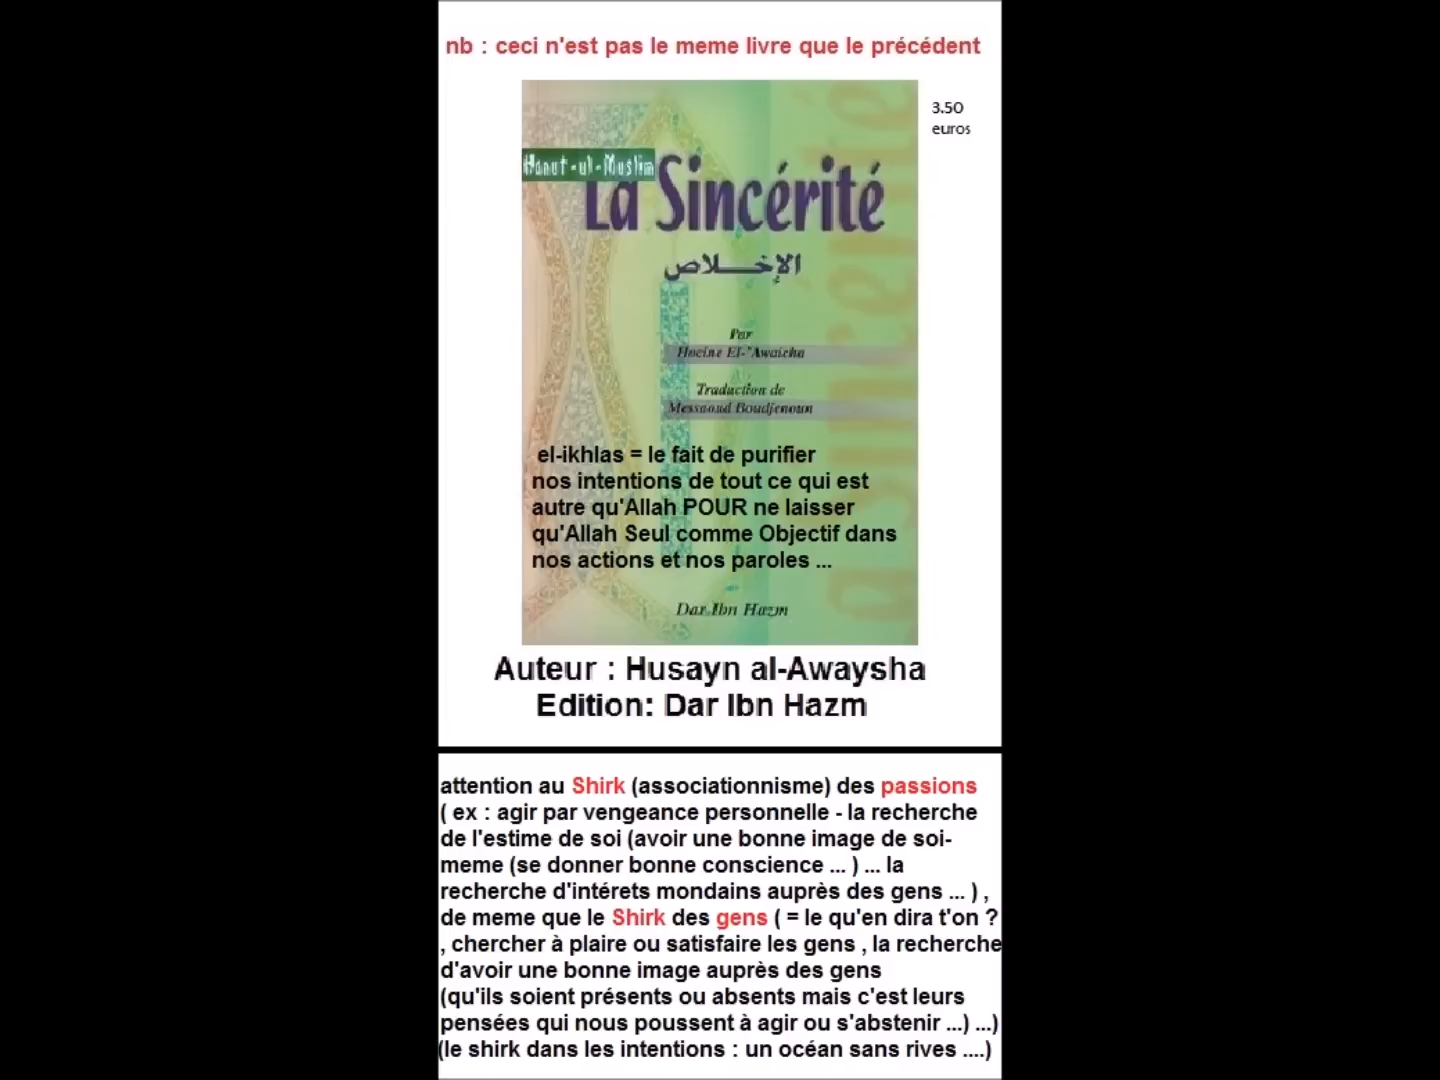 nb : ceci n'est pas le meme livre que le précédent
3.50
euros
Hanut-ul-Muslim
La Sincérité
الإخلاص
Par
Hocine El-'Awaicha
Traduction de
Messaoud Boudjenoun
el-ikhlas = le fait de purifier
nos intentions de tout ce qui est
autre qu'Allah POUR ne laisser
qu'Allah Seul comme Objectif dans
nos actions et nos paroles ...
Dar Ibn Hazm
Auteur : Husayn al-Awaysha
Edition: Dar Ibn Hazm
attention au Shirk (associationnisme) des passions
( ex : agir par vengeance personnelle - la recherche
de l'estime de soi (avoir une bonne image de soi-
meme (se donner bonne conscience ... ) ... la
recherche d'intérets mondains auprès des gens ... ) ,
de meme que le Shirk des gens ( = le qu'en dira t'on ?
, chercher à plaire ou satisfaire les gens , la recherche
d'avoir une bonne image auprès des gens
(qu'ils soient présents ou absents mais c'est leurs
pensées qui nous poussent à agir ou s'abstenir ...) ...)
(le shirk dans les intentions : un océan sans rives ....)